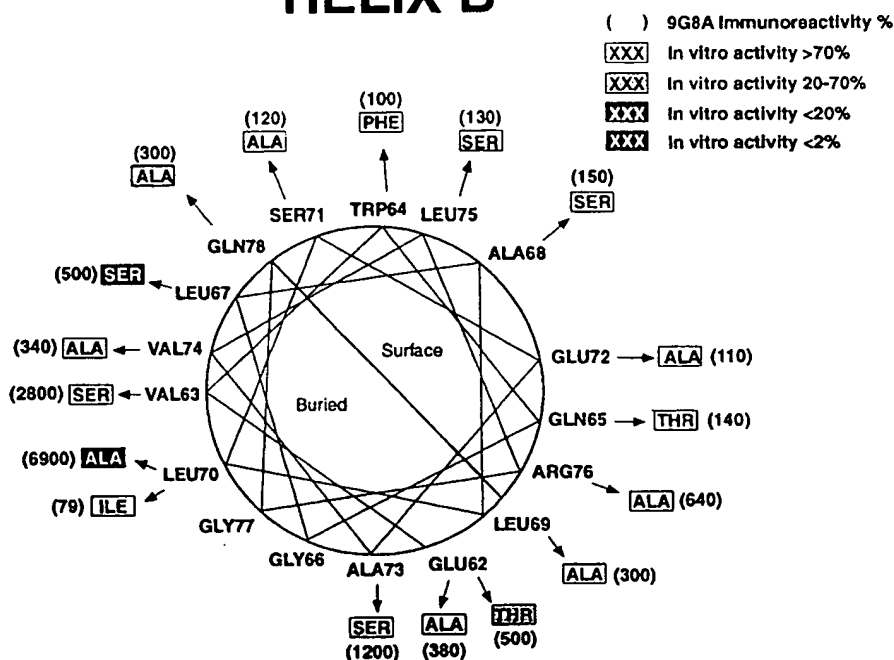 HELIX B
( ) 9G8A Immunoreactivity %
XXX In vitro activity >70%
XXX In vitro activity 20-70%
XXX In vitro activity <20%
XXX In vitro activity <2%
(100)
PHE
(120)
ALA
(130)
SER
(300)
ALA
(150)
SER
SER71
TRP64
LEU75
GLN78
ALA68
(500) SER
LEU67
(340) ALA
VAL74
Surface
GLU72
ALA (110)
(2800) SER
VAL63
Buried
GLN65
THR (140)
(6900) ALA
LEU70
ARG76
(79) ILE
ALA (640)
GLY77
LEU69
GLY66
ALA73
GLU62
ALA (300)
SER
(1200)
ALA
(380)
THR
(500)